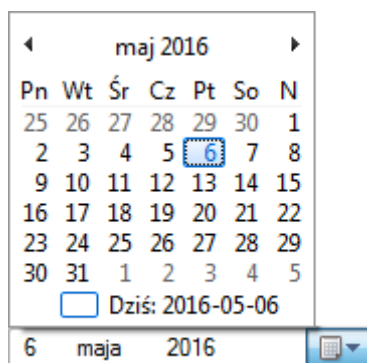 maj 2016
Pn Wt Śr Cz Pt So N
25 26 27 28 29 30 1
2 3 4 5 6 7 8
9 10 11 12 13 14 15
16 17 18 19 20 21 22
23 24 25 26 27 28 29
30 31 1 2 3 4 5
Dziś: 2016-05-06
6 maja 2016